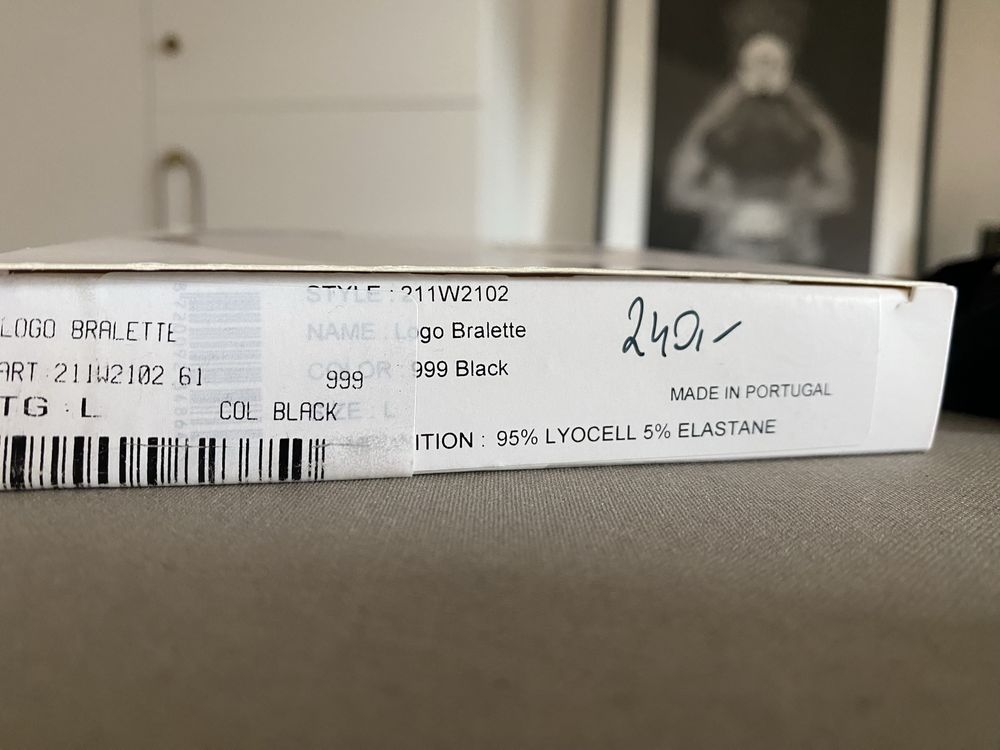 LOGO BRALETTE
ART 211W2102 61
999
TG : L
COL BLACK
STYLE : 211W2102
NAME : Logo Bralette
COLOR : 999 Black
SIZE : L
ITION : 95% LYOCELL 5% ELASTANE
240,-
MADE IN PORTUGAL